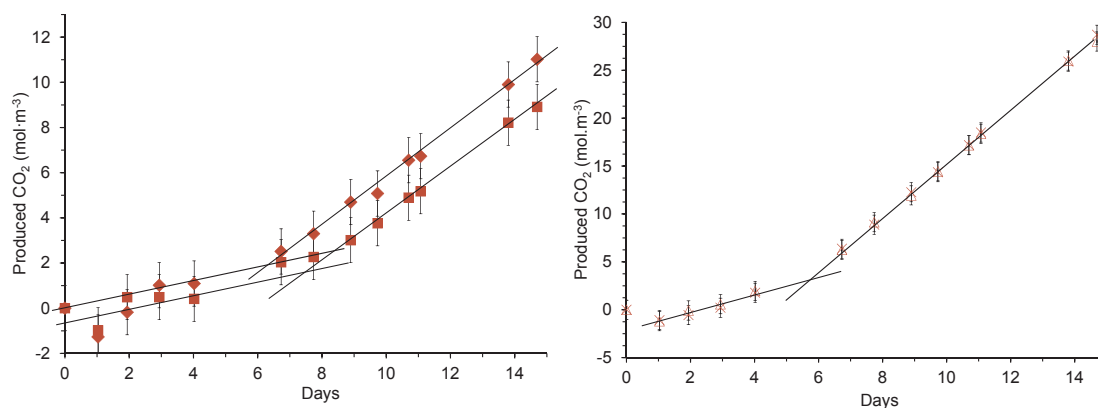 Produced CO₂ (mol·m⁻³)
12
10
8
6
4
2
0
-2
0 2 4 6 8 10 12 14
Days
Produced CO₂ (mol.m⁻³)
30
25
20
15
10
5
0
-5
0 2 4 6 8 10 12 14
Days